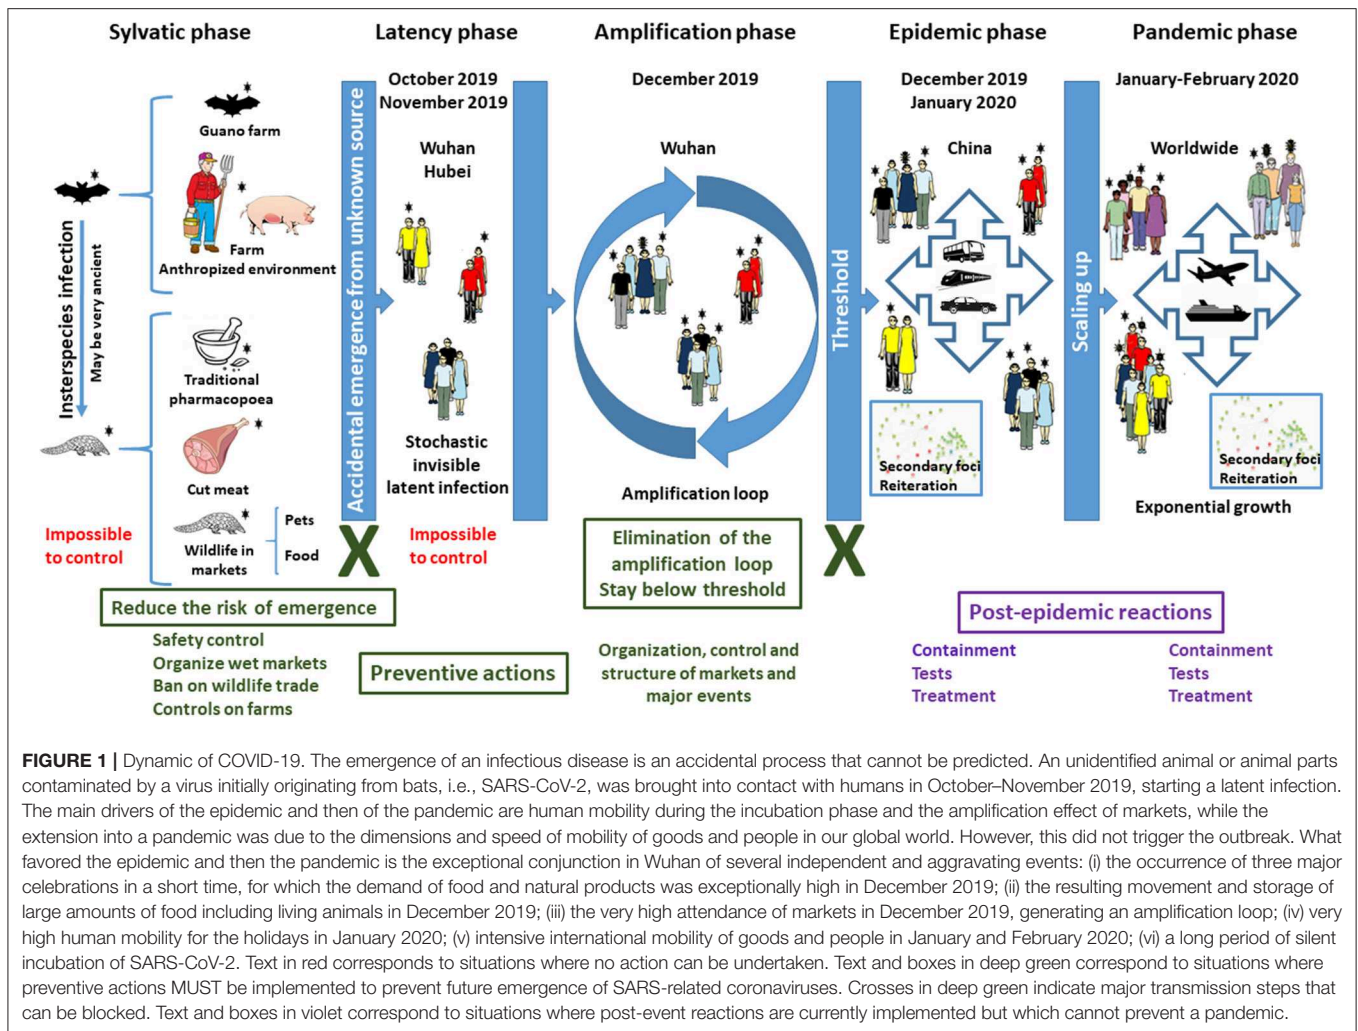 Sylvatic phase
Latency phase
Amplification phase
Epidemic phase
Pandemic phase
October 2019
November 2019
December 2019
December 2019
January 2020
January-February 2020
Guano farm
Farm
Anthropized environment
Insterspecies infection
May be very ancient
Traditional
pharmacopoea
Cut meat
Wildlife in
markets
Pets
Food
Impossible
to control
Accidental emergence from unknown source
X
Wuhan
Hubei
Stochastic
invisible
latent infection
Impossible
to control
Wuhan
Amplification loop
Elimination of the
amplification loop
Stay below threshold
Threshold
X
China
Secondary foci
Reiteration
Scaling up
Worldwide
Secondary foci
Reiteration
Exponential growth
Reduce the risk of emergence
Safety control
Organize wet markets
Ban on wildlife trade
Controls on farms
Preventive actions
Organization, control and
structure of markets and
major events
Post-epidemic reactions
Containment
Tests
Treatment
Containment
Tests
Treatment
FIGURE 1 | Dynamic of COVID-19. The emergence of an infectious disease is an accidental process that cannot be predicted. An unidentified animal or animal parts
contaminated by a virus initially originating from bats, i.e., SARS-CoV-2, was brought into contact with humans in October–November 2019, starting a latent infection.
The main drivers of the epidemic and then of the pandemic are human mobility during the incubation phase and the amplification effect of markets, while the
extension into a pandemic was due to the dimensions and speed of mobility of goods and people in our global world. However, this did not trigger the outbreak. What
favored the epidemic and then the pandemic is the exceptional conjunction in Wuhan of several independent and aggravating events: (i) the occurrence of three major
celebrations in a short time, for which the demand of food and natural products was exceptionally high in December 2019; (ii) the resulting movement and storage of
large amounts of food including living animals in December 2019; (iii) the very high attendance of markets in December 2019, generating an amplification loop; (iv) very
high human mobility for the holidays in January 2020; (v) intensive international mobility of goods and people in January and February 2020; (vi) a long period of silent
incubation of SARS-CoV-2. Text in red corresponds to situations where no action can be undertaken. Text and boxes in deep green correspond to situations where
preventive actions MUST be implemented to prevent future emergence of SARS-related coronaviruses. Crosses in deep green indicate major transmission steps that
can be blocked. Text and boxes in violet correspond to situations where post-event reactions are currently implemented but which cannot prevent a pandemic.